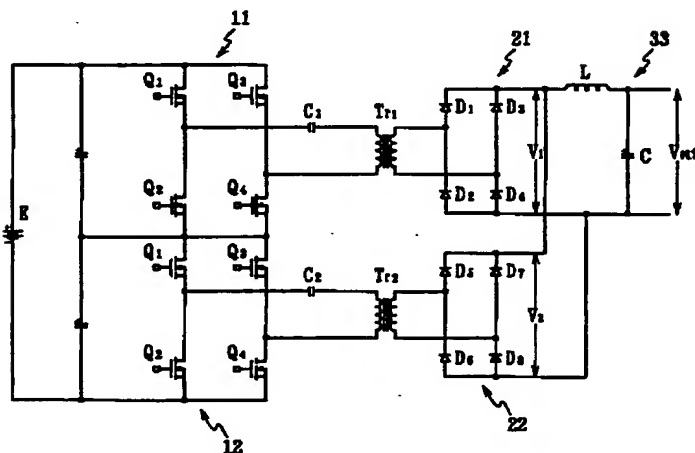 11
21
33
Q1
Q3
C1
Tr1
D1
D3
L
V1
C
Vout
Q2
Q4
D2
D4
E
Q1
Q3
C2
Tr2
D5
D7
V2
Q2
Q4
D6
D8
12
22